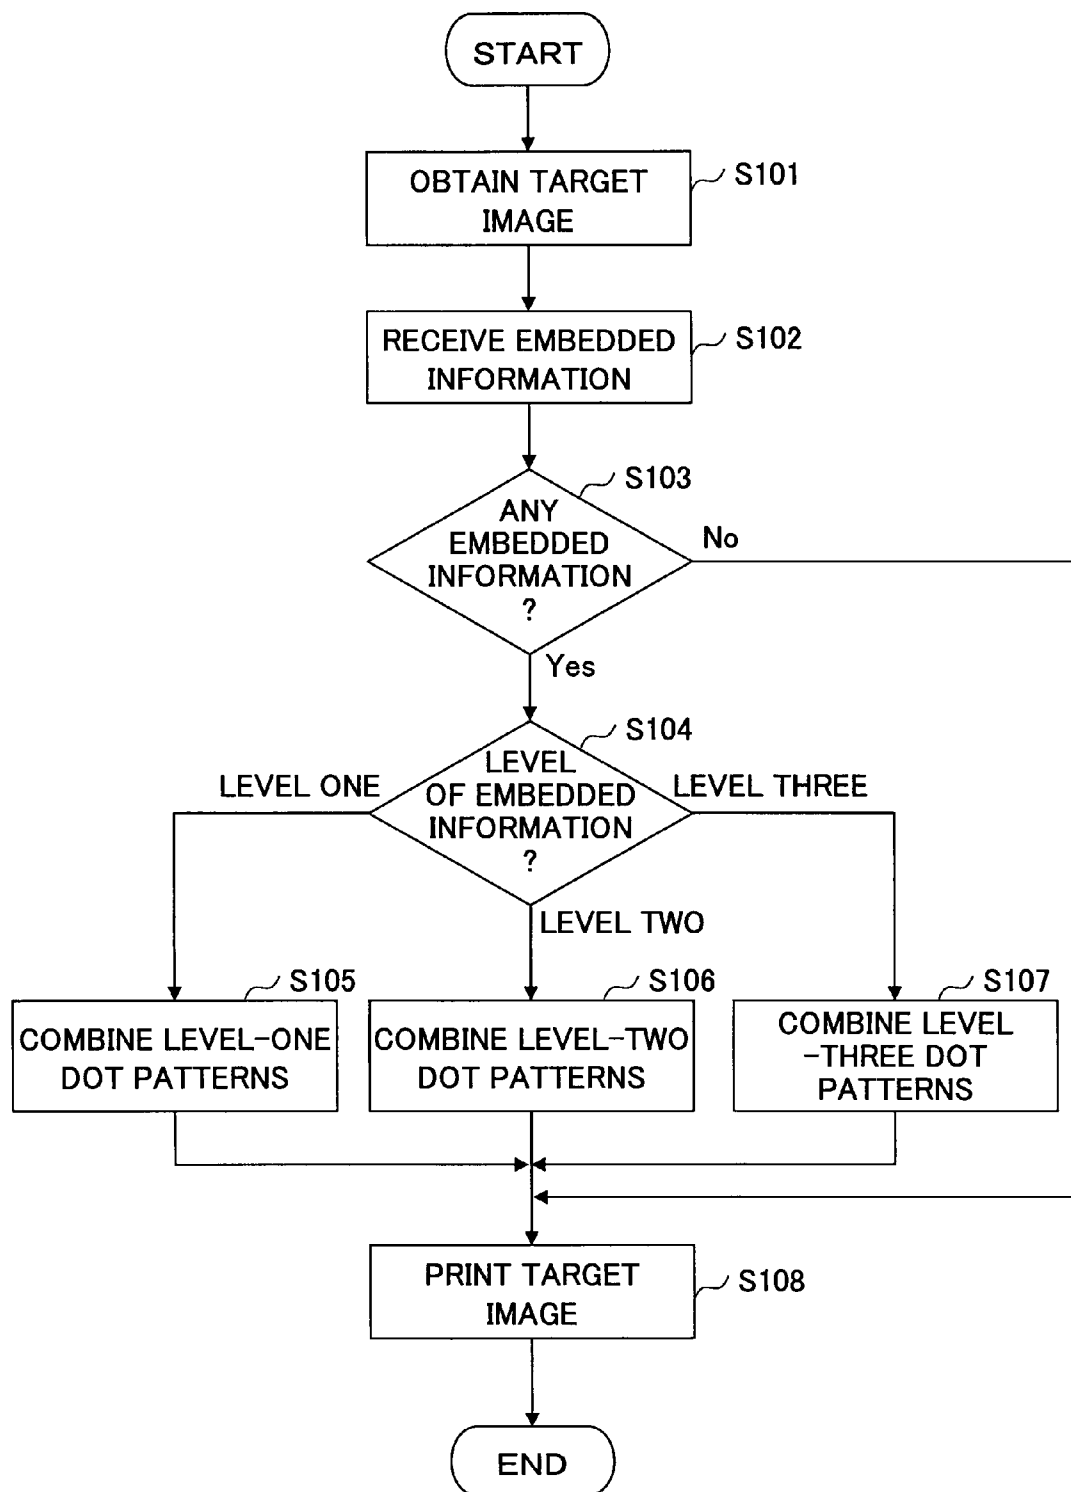 START
OBTAIN TARGET
IMAGE
S101
RECEIVE EMBEDDED
INFORMATION
S102
S103
ANY
EMBEDDED
INFORMATION
?
No
Yes
S104
LEVEL
OF EMBEDDED
INFORMATION
?
LEVEL ONE
LEVEL THREE
LEVEL TWO
S105
COMBINE LEVEL-ONE
DOT PATTERNS
S106
COMBINE LEVEL-TWO
DOT PATTERNS
S107
COMBINE LEVEL
-THREE DOT
PATTERNS
PRINT TARGET
IMAGE
S108
END